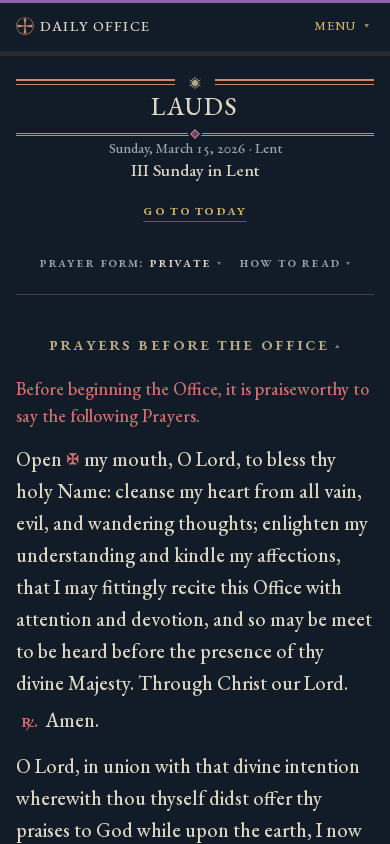 DAILY OFFICE
MENU ▾
LAUDS
Sunday, March 15, 2026 · Lent
III Sunday in Lent
GO TO TODAY
PRAYER FORM: PRIVATE ▾ HOW TO READ ▾
PRAYERS BEFORE THE OFFICE ▴
Before beginning the Office, it is praiseworthy to
say the following Prayers.
Open ✠ my mouth, O Lord, to bless thy
holy Name: cleanse my heart from all vain,
evil, and wandering thoughts; enlighten my
understanding and kindle my affections,
that I may fittingly recite this Office with
attention and devotion, and so may be meet
to be heard before the presence of thy
divine Majesty. Through Christ our Lord.
℟. Amen.
O Lord, in union with that divine intention
wherewith thou thyself didst offer thy
praises to God while upon the earth, I now